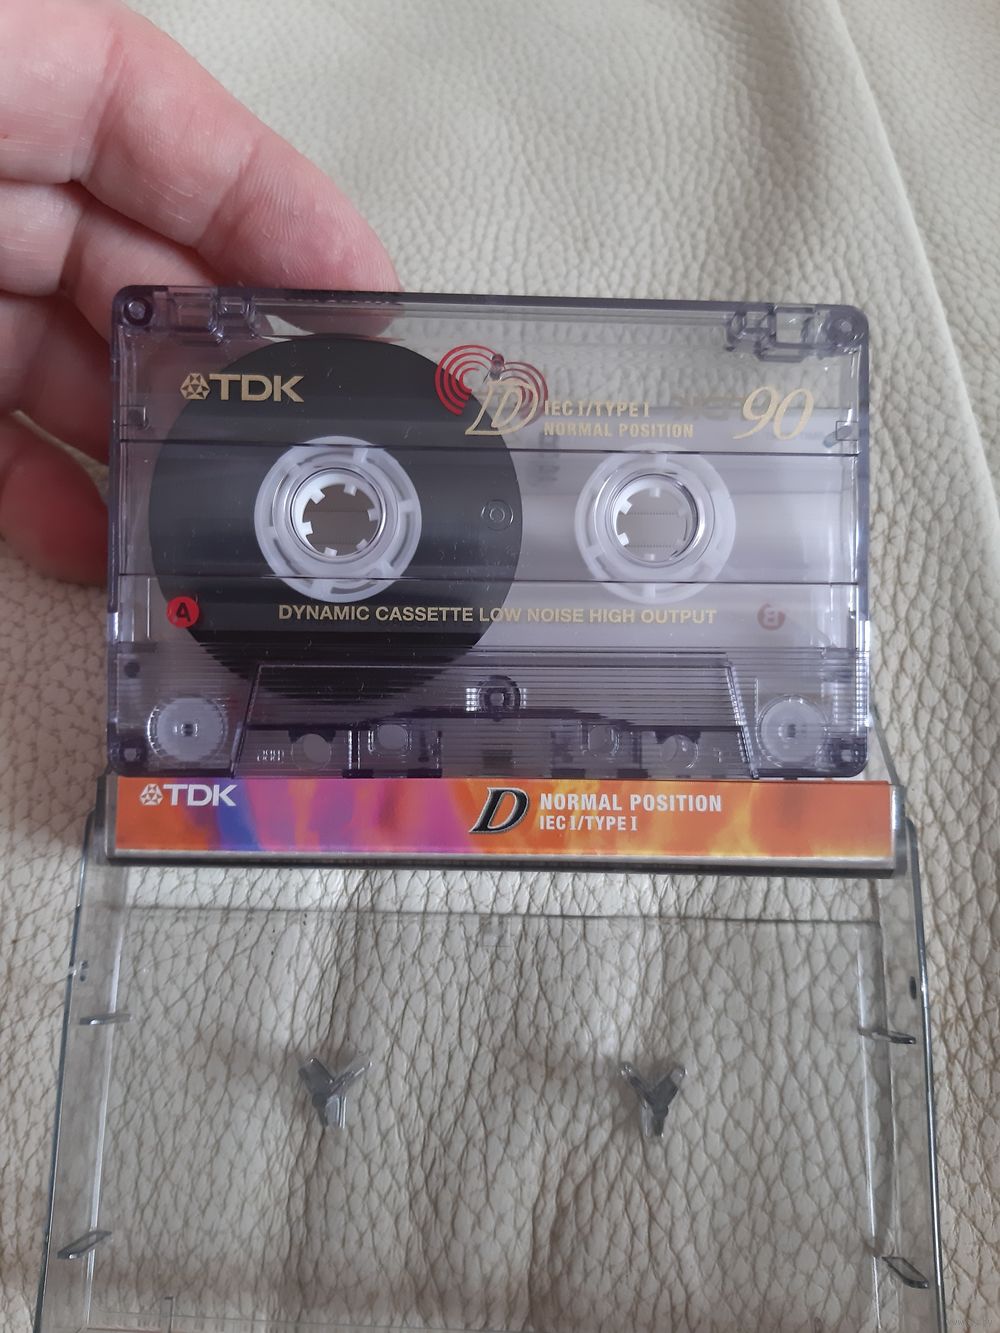 TDK
D
IEC I/TYPE I
NORMAL POSITION
90
A
DYNAMIC CASSETTE LOW NOISE HIGH OUTPUT
B
TDK
D
NORMAL POSITION
IEC I/TYPE I